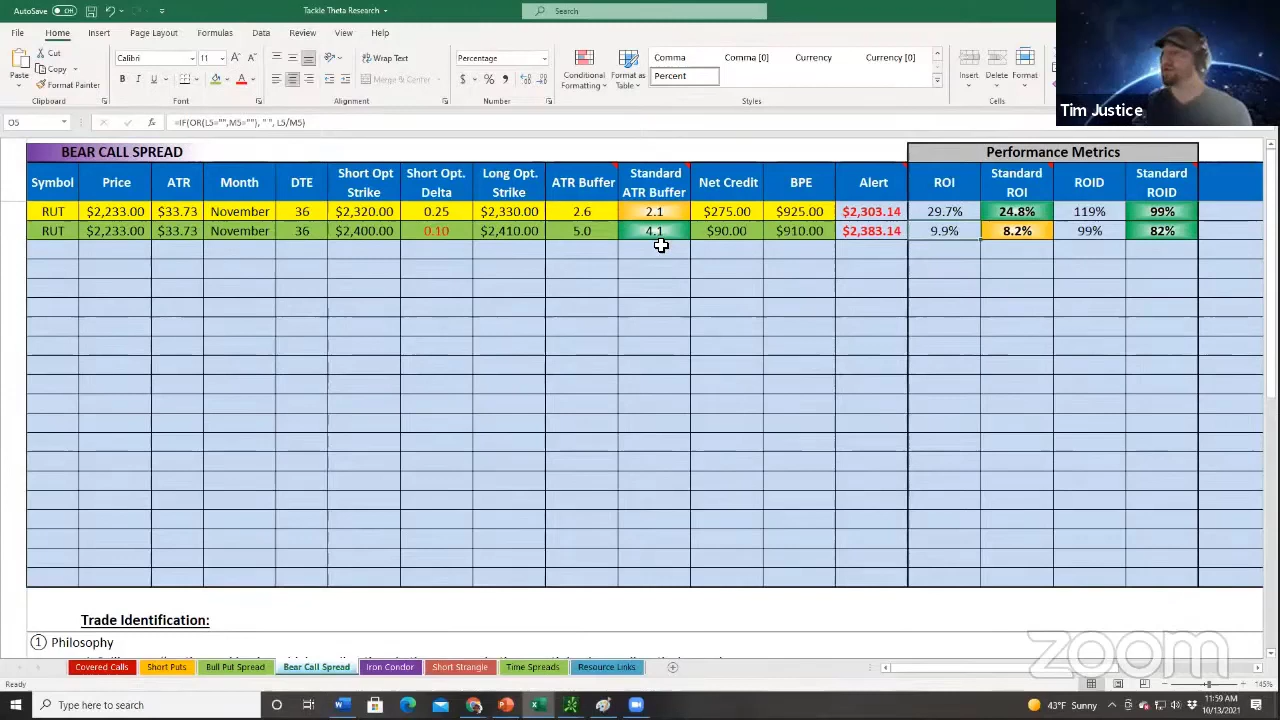 AutoSave Off Tackle Theta Research Search
File Home Insert Page Layout Formulas Data Review View Help
Paste Cut Copy Format Painter Clipboard
Calibri 11 B I U A A Font
Wrap Text Merge & Center Alignment
Percentage $ % Number
Conditional Formatting Format as Table Comma Comma [0] Currency Currency [0] Percent Styles
Insert Delete Format Cells
Tim Justice
O5 fx =IF(OR(L5="",M5=""), " ", L5/M5)
BEAR CALL SPREAD Performance Metrics
Symbol Price ATR Month DTE Short Opt Strike Short Opt. Delta Long Opt. Strike ATR Buffer Standard ATR Buffer Net Credit BPE Alert ROI Standard ROI ROID Standard ROID
RUT $2,233.00 $33.73 November 36 $2,320.00 0.25 $2,330.00 2.6 2.1 $275.00 $925.00 $2,303.14 29.7% 24.8% 119% 99%
RUT $2,233.00 $33.73 November 36 $2,400.00 0.10 $2,410.00 5.0 4.1 $90.00 $910.00 $2,383.14 9.9% 8.2% 99% 82%
Trade Identification:
1 Philosophy
zoom
Covered Calls Short Puts Bull Put Spread Bear Call Spread Iron Condor Short Strangle Time Spreads Resource Links
Ready 145%
Type here to search 43°F Sunny 11:59 AM
10/13/2021